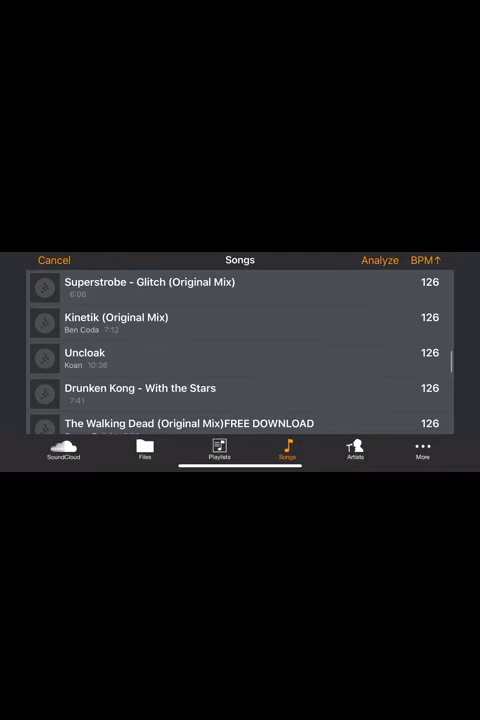 Cancel Songs Analyze BPM↑
Superstrobe - Glitch (Original Mix) 126
6:06
Kinetik (Original Mix) 126
Ben Coda 7:12
Uncloak 126
Koan 10:36
Drunken Kong - With the Stars 126
7:41
The Walking Dead (Original Mix)FREE DOWNLOAD 126
SoundCloud Files Playlists Songs Artists More